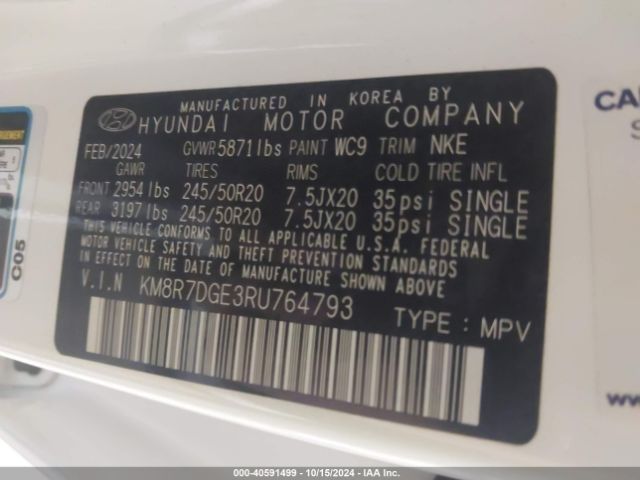 MANUFACTURED IN KOREA BY
HYUNDAI MOTOR COMPANY
FEB/2024 GVWR 5871lbs PAINT WC9 TRIM NKE
GAWR TIRES RIMS COLD TIRE INFL
FRONT 2954lbs 245/50R20 7.5JX20 35psi SINGLE
REAR 3197lbs 245/50R20 7.5JX20 35psi SINGLE
THIS VEHICLE CONFORMS TO ALL APPLICABLE U.S.A. FEDERAL
MOTOR VEHICLE SAFETY AND THEFT PREVENTION STANDARDS
IN EFFECT ON THE DATE OF MANUFACTURE SHOWN ABOVE
V.I.N KM8R7DGE3RU764793
TYPE : MPV
C05
000-40591499 - 10/15/2024 - IAA Inc.